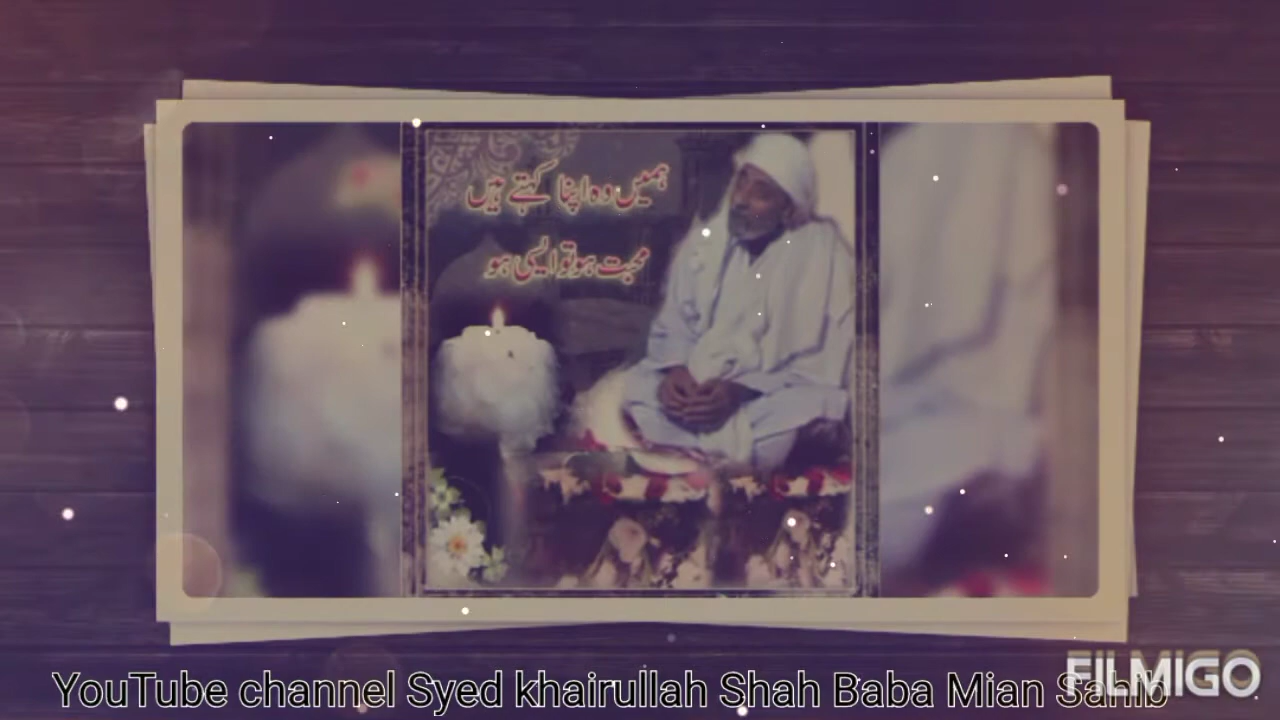 ہمیں وہ اپنا کہتے ہیں
محبت ہو تو ایسی ہو
YouTube channel Syed khairullah Shah Baba Mian Sahib
FILMIGO